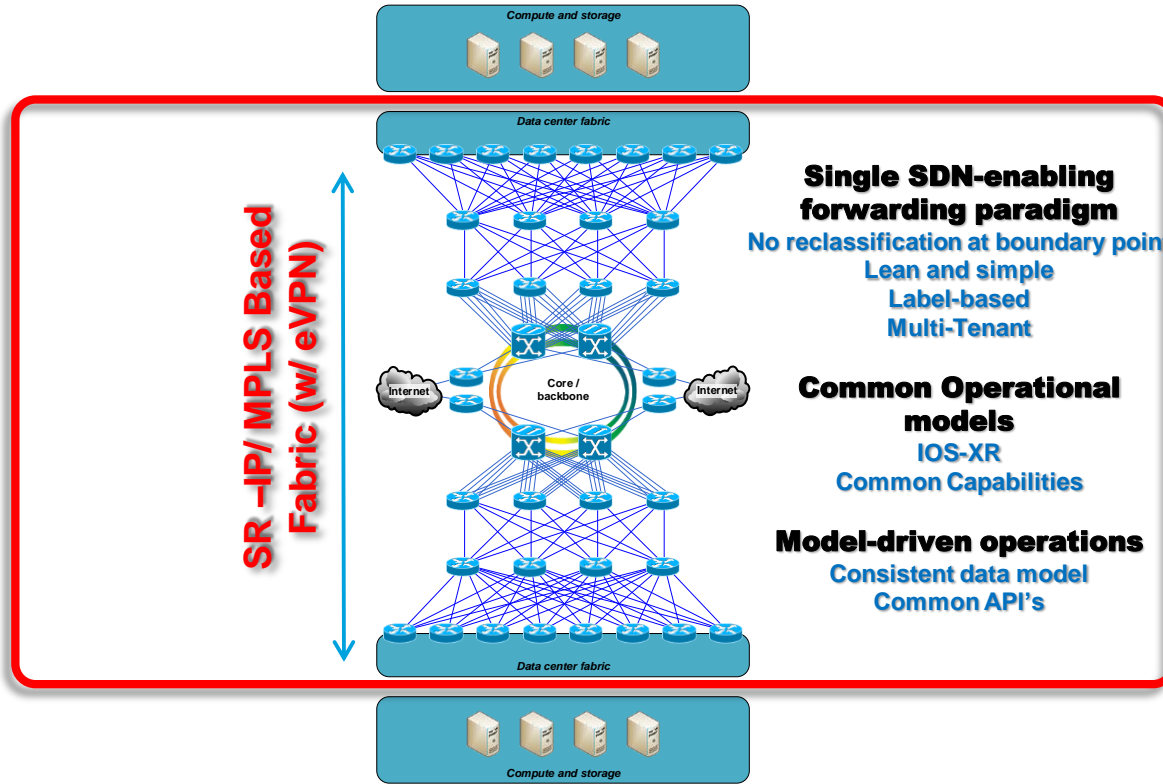 Compute and storage
Data center fabric
SR –IP/ MPLS Based
Fabric (w/ eVPN)
Single SDN-enabling
forwarding paradigm
No reclassification at boundary poin
Lean and simple
Label-based
Multi-Tenant
Internet
Core /
backbone
Internet
Common Operational
models
IOS-XR
Common Capabilities
Model-driven operations
Consistent data model
Common API’s
Data center fabric
Compute and storage